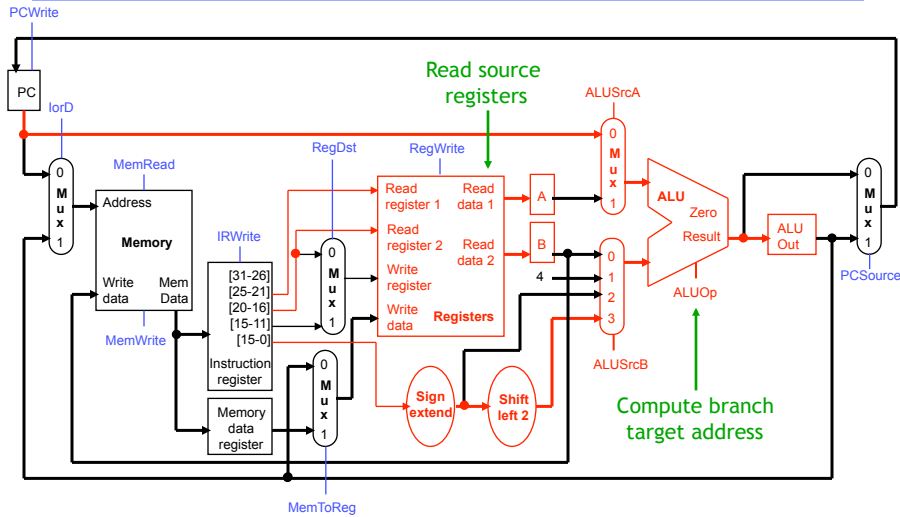 PCWrite
PC
IorD
0
M
u
x
1
MemRead
Address
Memory
Write
data
Mem
Data
MemWrite
IRWrite
[31-26]
[25-21]
[20-16]
[15-11]
[15-0]
Instruction
register
Memory
data
register
RegDst
0
M
u
x
1
0
M
u
x
1
MemToReg
Read source
registers
RegWrite
Read
register 1
Read
register 2
Write
register
Write
data
Read
data 1
Read
data 2
Registers
Sign
extend
Shift
left 2
A
B
4
ALUSrcA
0
M
u
x
1
0
1
2
3
M
u
x
ALUSrcB
ALU
Zero
Result
ALUOp
Compute branch
target address
ALU
Out
0
M
u
x
1
PCSource